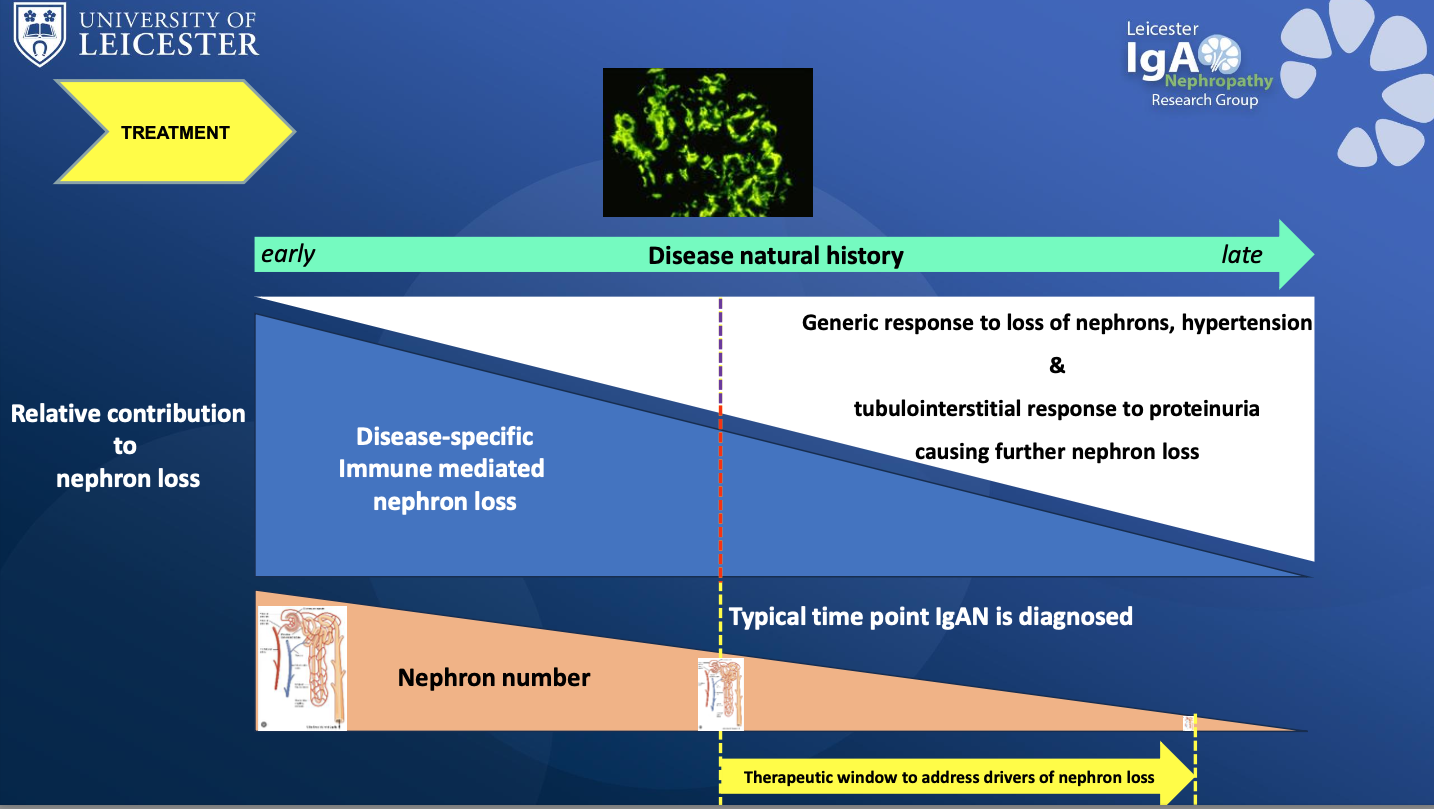 UNIVERSITY OF
LEICESTER
Leicester
IgA
Nephropathy
Research Group
TREATMENT
early
Disease natural history
late
Generic response to loss of nephrons, hypertension
&
tubulointerstitial response to proteinuria
causing further nephron loss
Relative contribution
to
nephron loss
Disease-specific
Immune mediated
nephron loss
Typical time point IgAN is diagnosed
Nephron number
Therapeutic window to address drivers of nephron loss